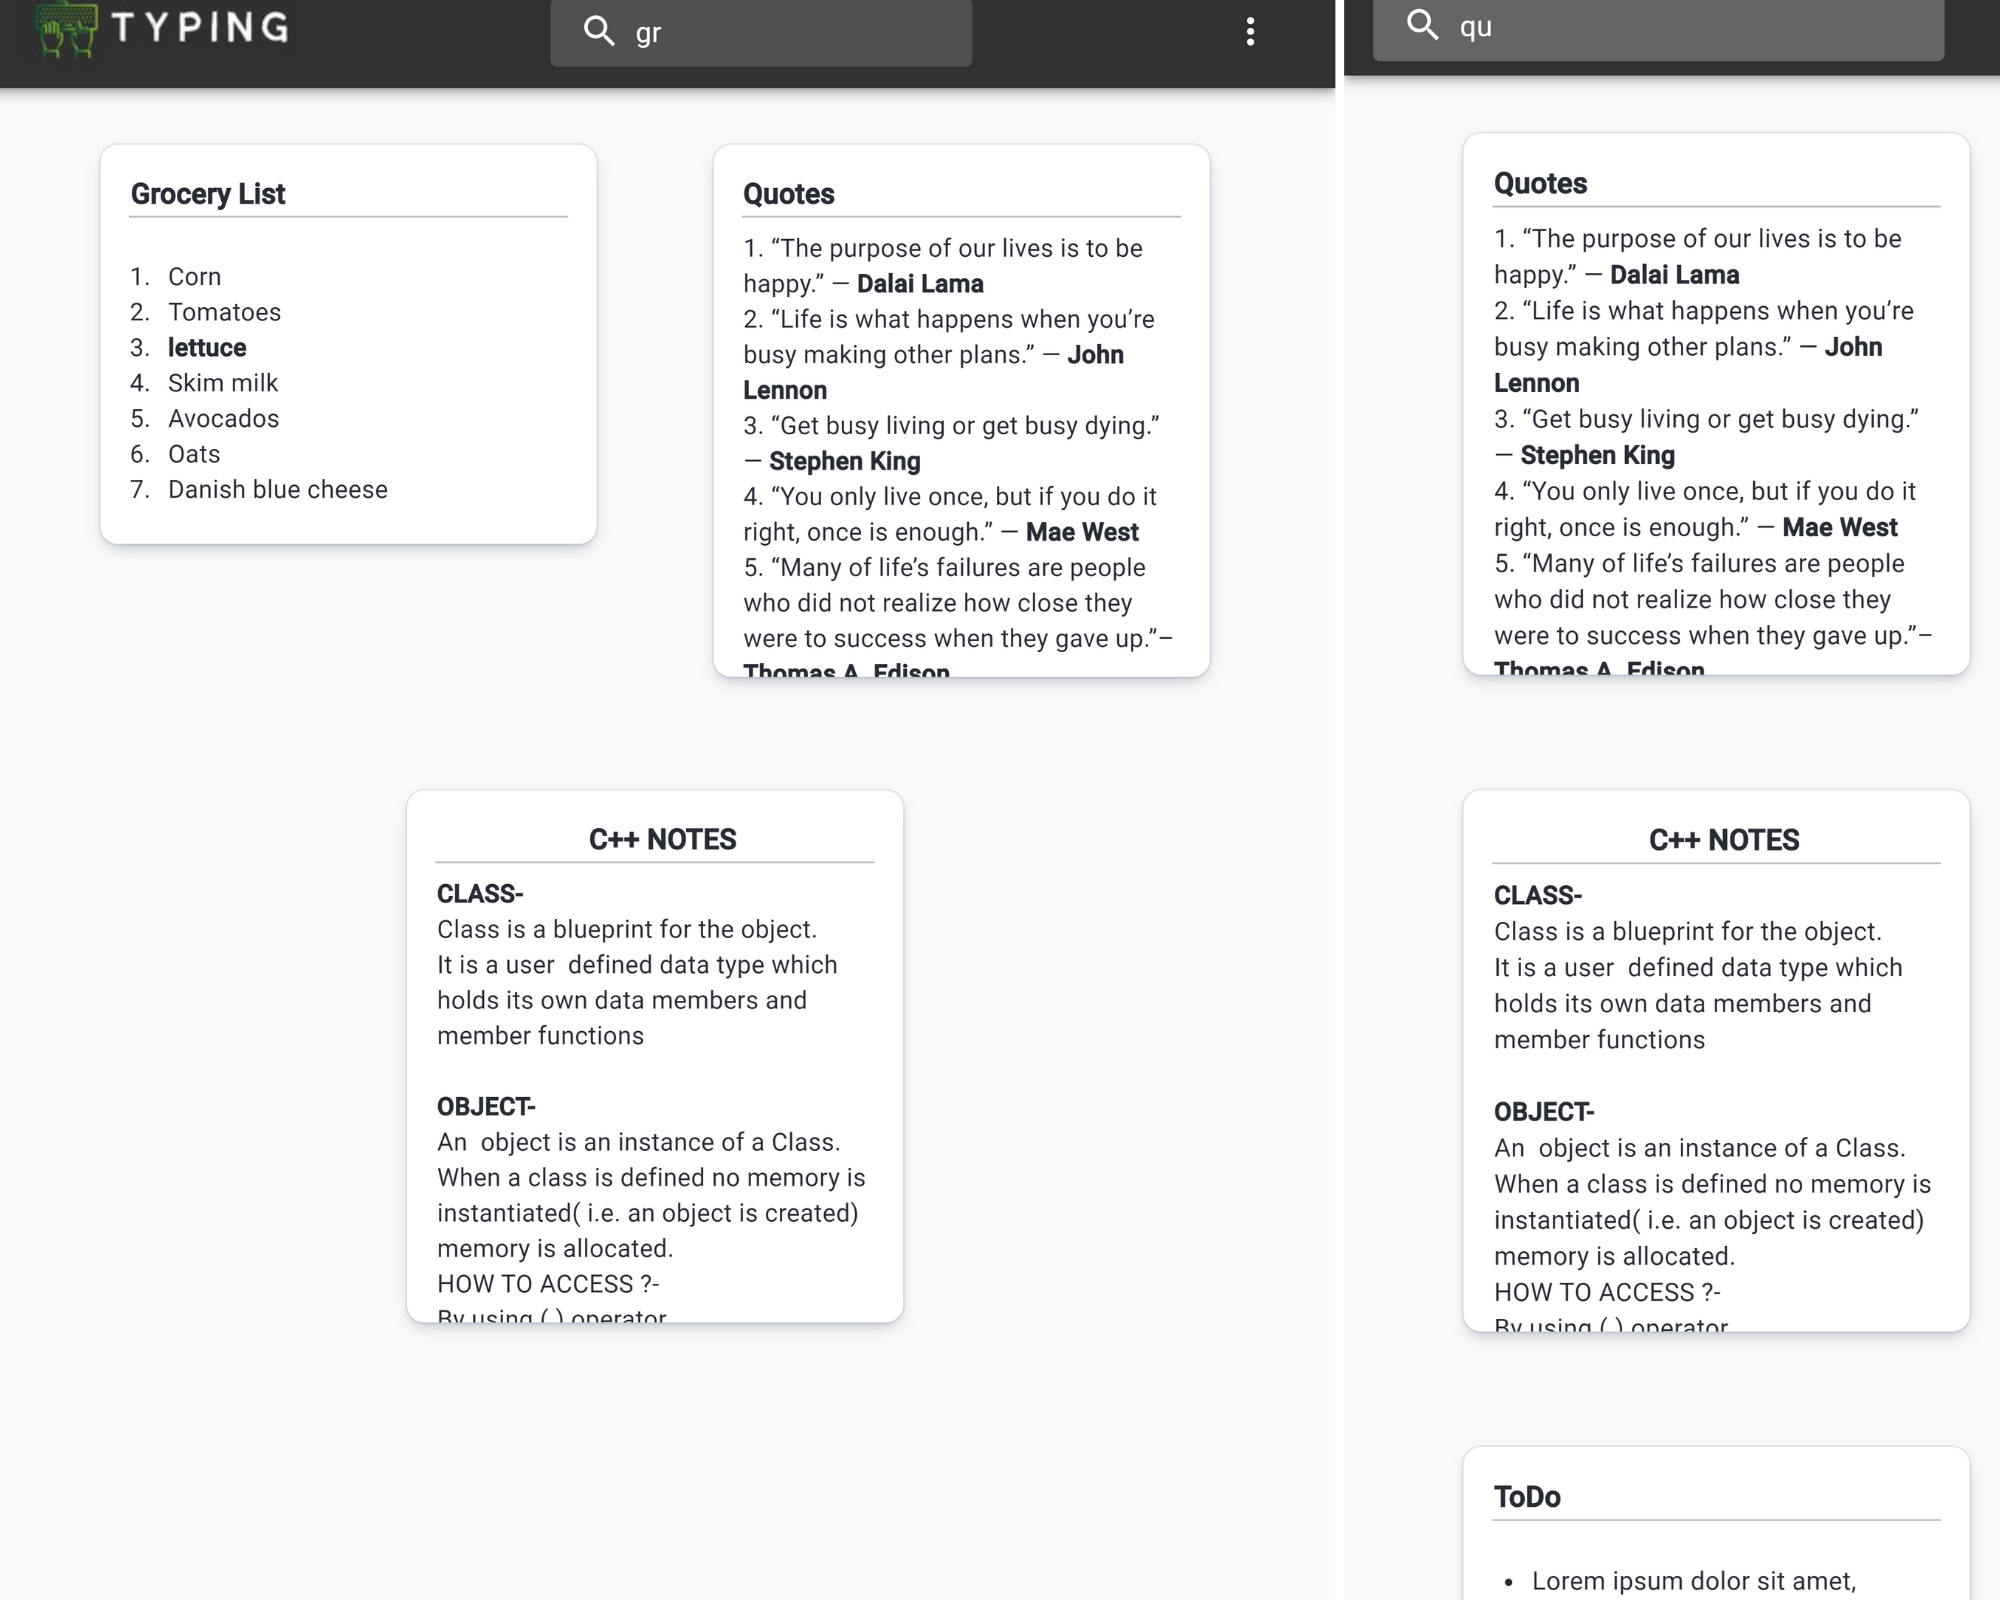 TYPING
gr
Grocery List
1. Corn
2. Tomatoes
3. lettuce
4. Skim milk
5. Avocados
6. Oats
7. Danish blue cheese
Quotes
1. “The purpose of our lives is to be
happy.” — Dalai Lama
2. “Life is what happens when you’re
busy making other plans.” — John
Lennon
3. “Get busy living or get busy dying.”
— Stephen King
4. “You only live once, but if you do it
right, once is enough.” — Mae West
5. “Many of life’s failures are people
who did not realize how close they
were to success when they gave up.”–
Thomas A. Edison
C++ NOTES
CLASS-
Class is a blueprint for the object.
It is a user  defined data type which
holds its own data members and
member functions
OBJECT-
An  object is an instance of a Class.
When a class is defined no memory is
instantiated( i.e. an object is created)
memory is allocated.
HOW TO ACCESS ?-
By using (.) operator
qu
Quotes
1. “The purpose of our lives is to be
happy.” — Dalai Lama
2. “Life is what happens when you’re
busy making other plans.” — John
Lennon
3. “Get busy living or get busy dying.”
— Stephen King
4. “You only live once, but if you do it
right, once is enough.” — Mae West
5. “Many of life’s failures are people
who did not realize how close they
were to success when they gave up.”–
Thomas A. Edison
C++ NOTES
CLASS-
Class is a blueprint for the object.
It is a user  defined data type which
holds its own data members and
member functions
OBJECT-
An  object is an instance of a Class.
When a class is defined no memory is
instantiated( i.e. an object is created)
memory is allocated.
HOW TO ACCESS ?-
By using (.) operator
ToDo
• Lorem ipsum dolor sit amet,